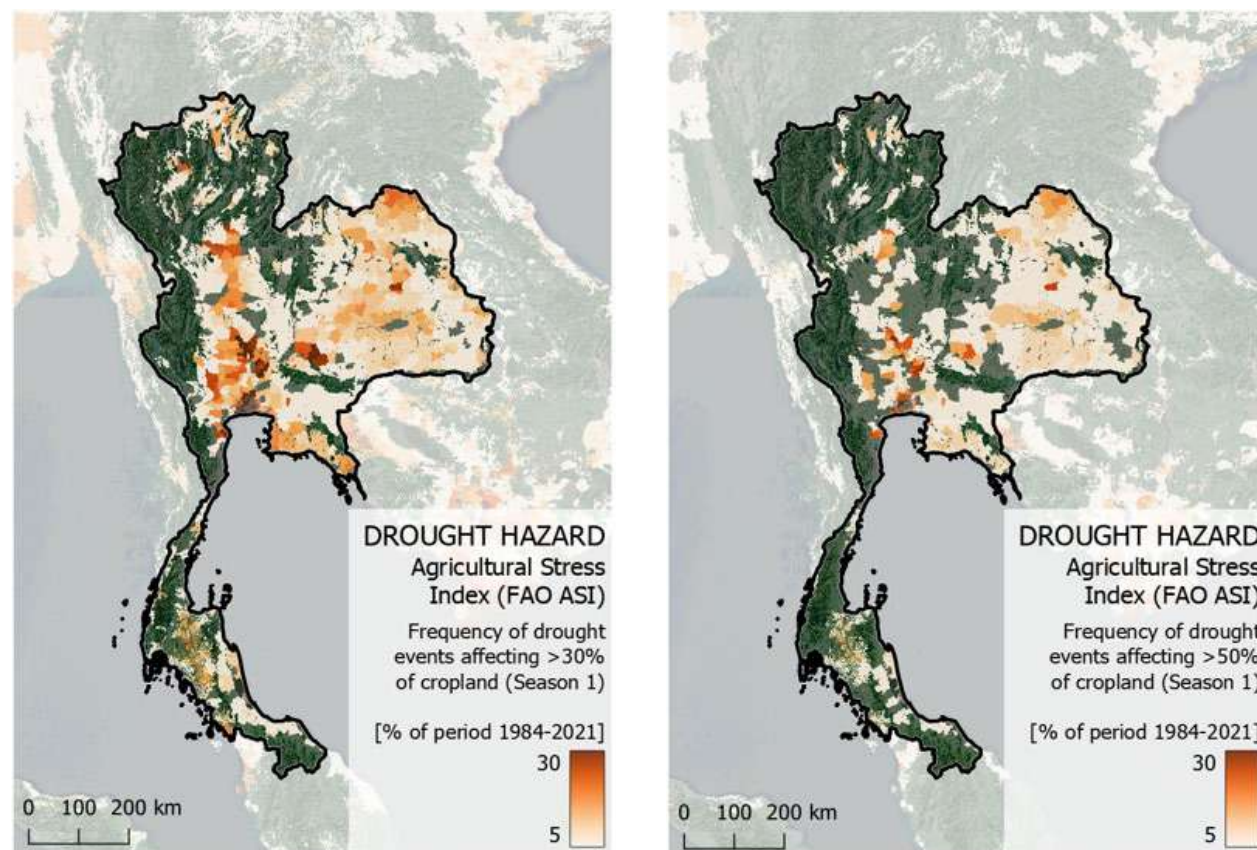 DROUGHT HAZARD
Agricultural Stress
Index (FAO ASI)
Frequency of drought
events affecting >30%
of cropland (Season 1)
[% of period 1984-2021]
30
5
0 100 200 km
DROUGHT HAZARD
Agricultural Stress
Index (FAO ASI)
Frequency of drought
events affecting >50%
of cropland (Season 1)
[% of period 1984-2021]
30
5
0 100 200 km